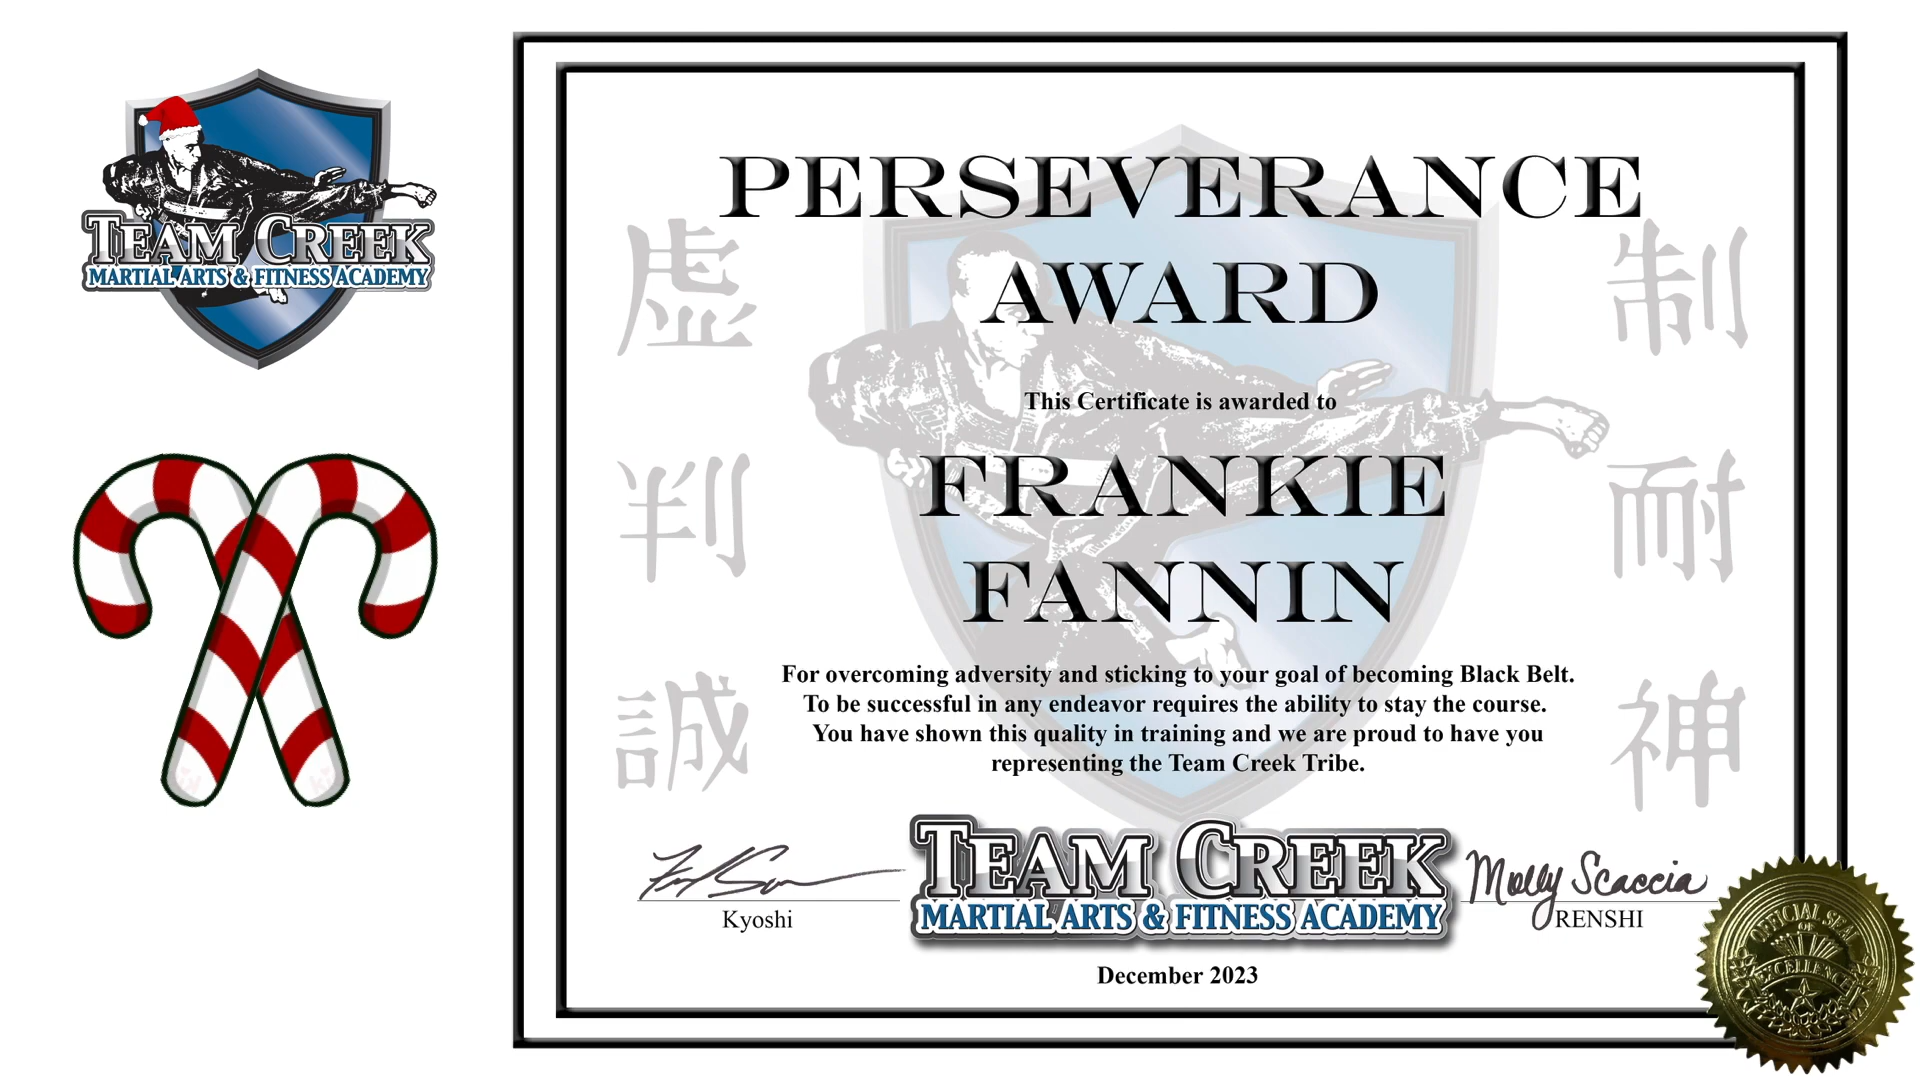 TEAM CREEK
MARTIAL ARTS & FITNESS ACADEMY
PERSEVERANCE
AWARD
虚
制
This Certificate is awarded to
FRANKIE
FANNIN
判
耐
For overcoming adversity and sticking to your goal of becoming Black Belt.
To be successful in any endeavor requires the ability to stay the course.
You have shown this quality in training and we are proud to have you
representing the Team Creek Tribe.
誠
神
TEAM CREEK
MARTIAL ARTS & FITNESS ACADEMY
Molly Scaccia
Kyoshi
RENSHI
December 2023
OFFICIAL SEAL
OF
EXCELLENCE